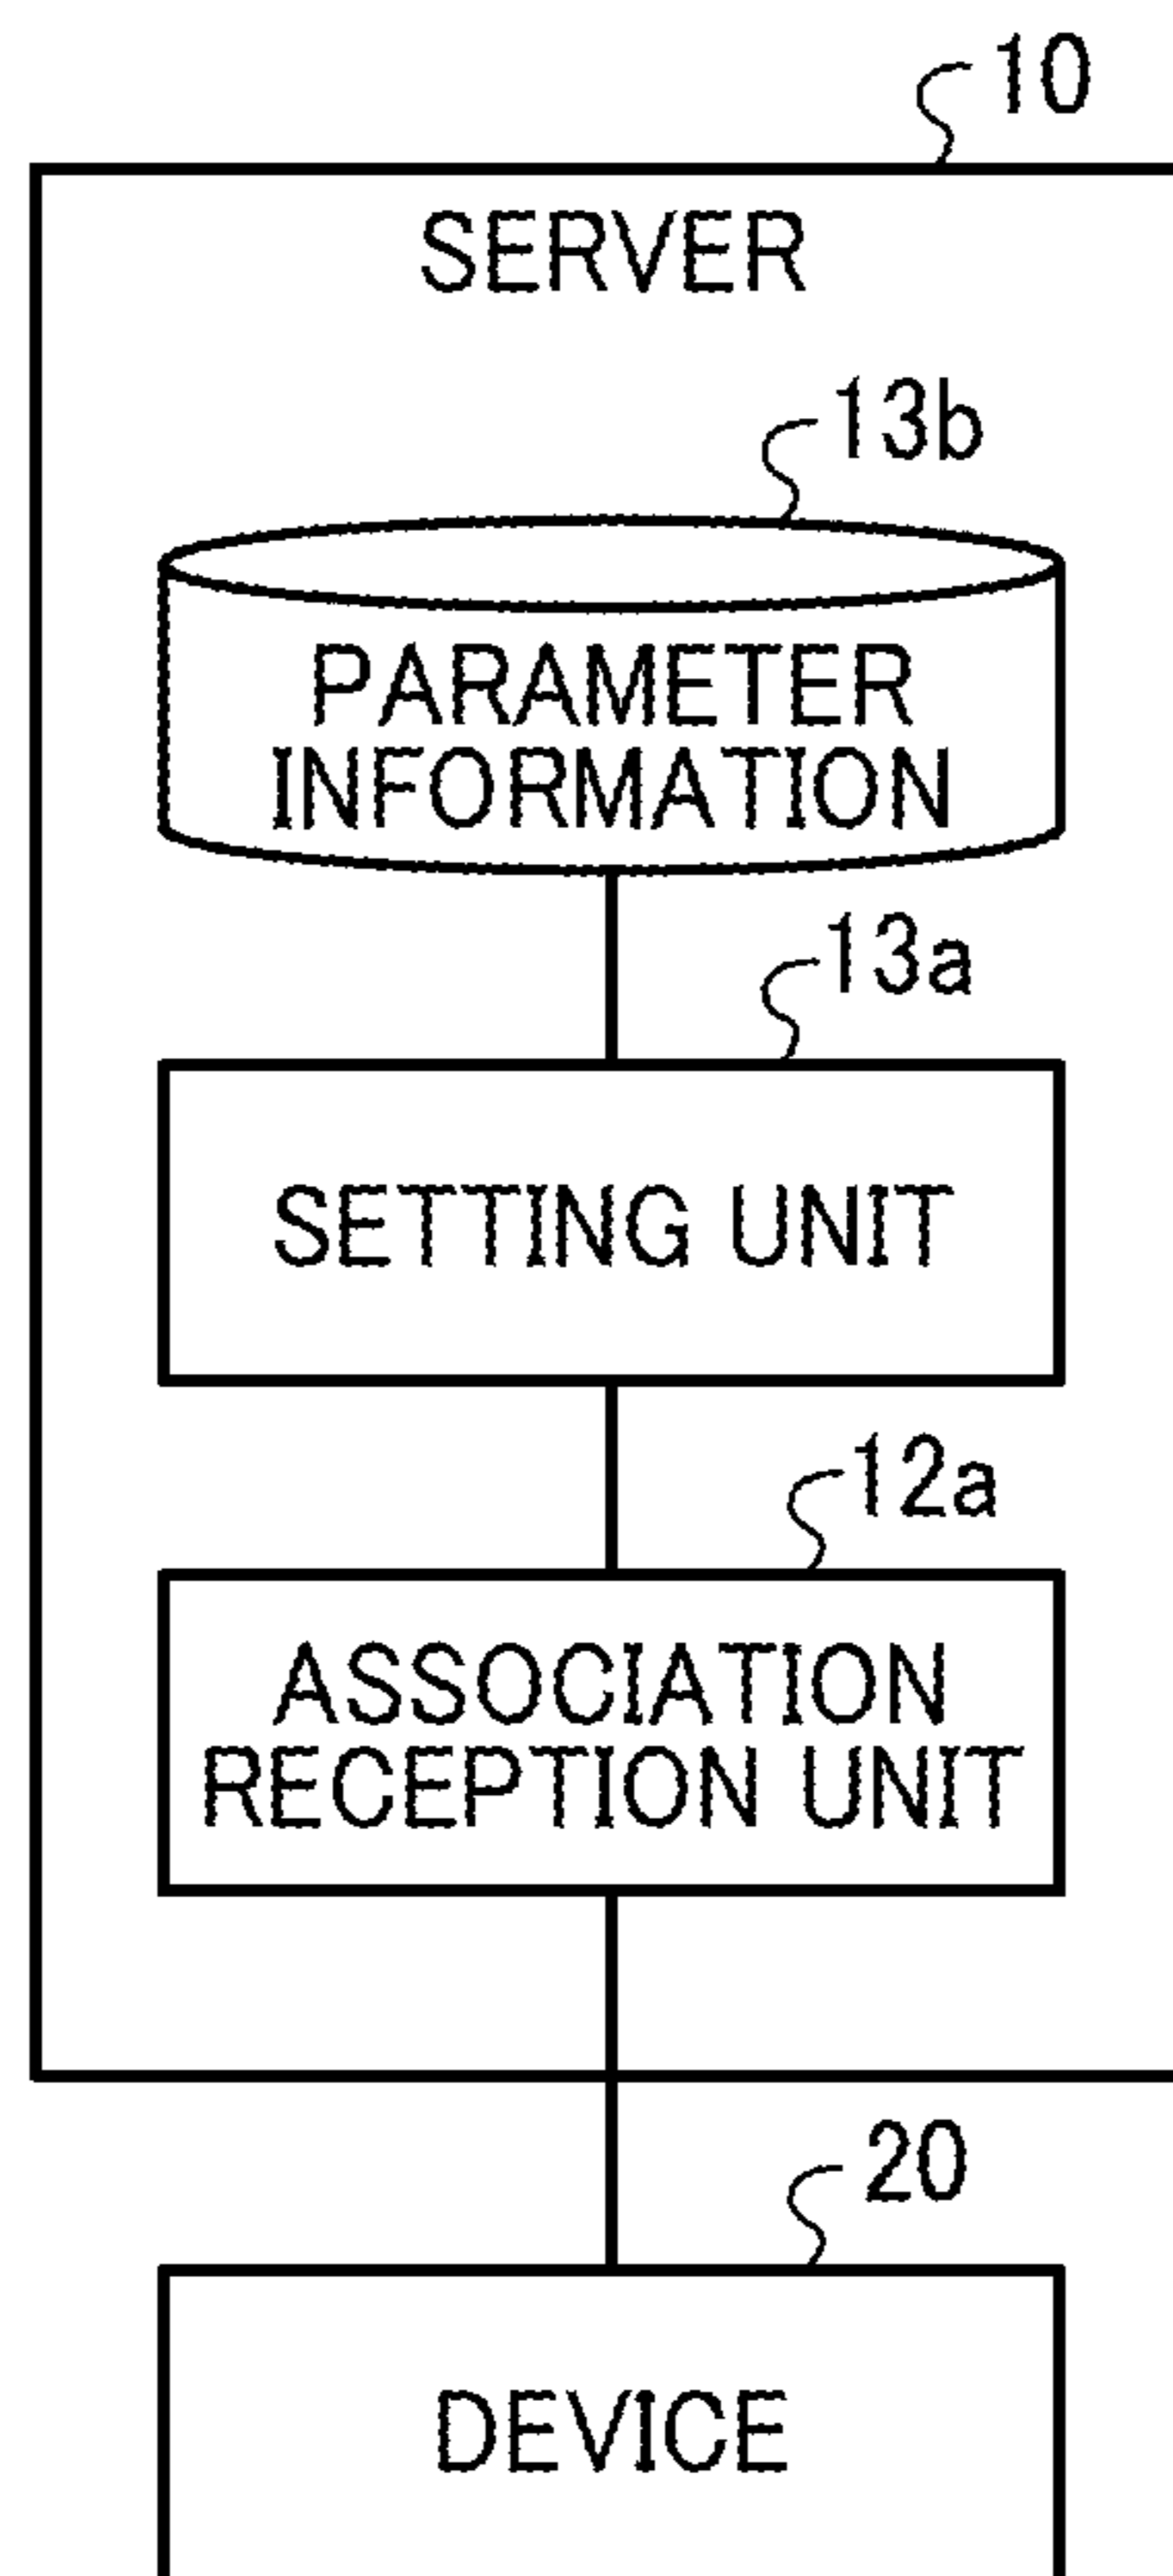 10
SERVER
13b
PARAMETER
INFORMATION
13a
SETTING UNIT
12a
ASSOCIATION
RECEPTION UNIT
20
DEVICE